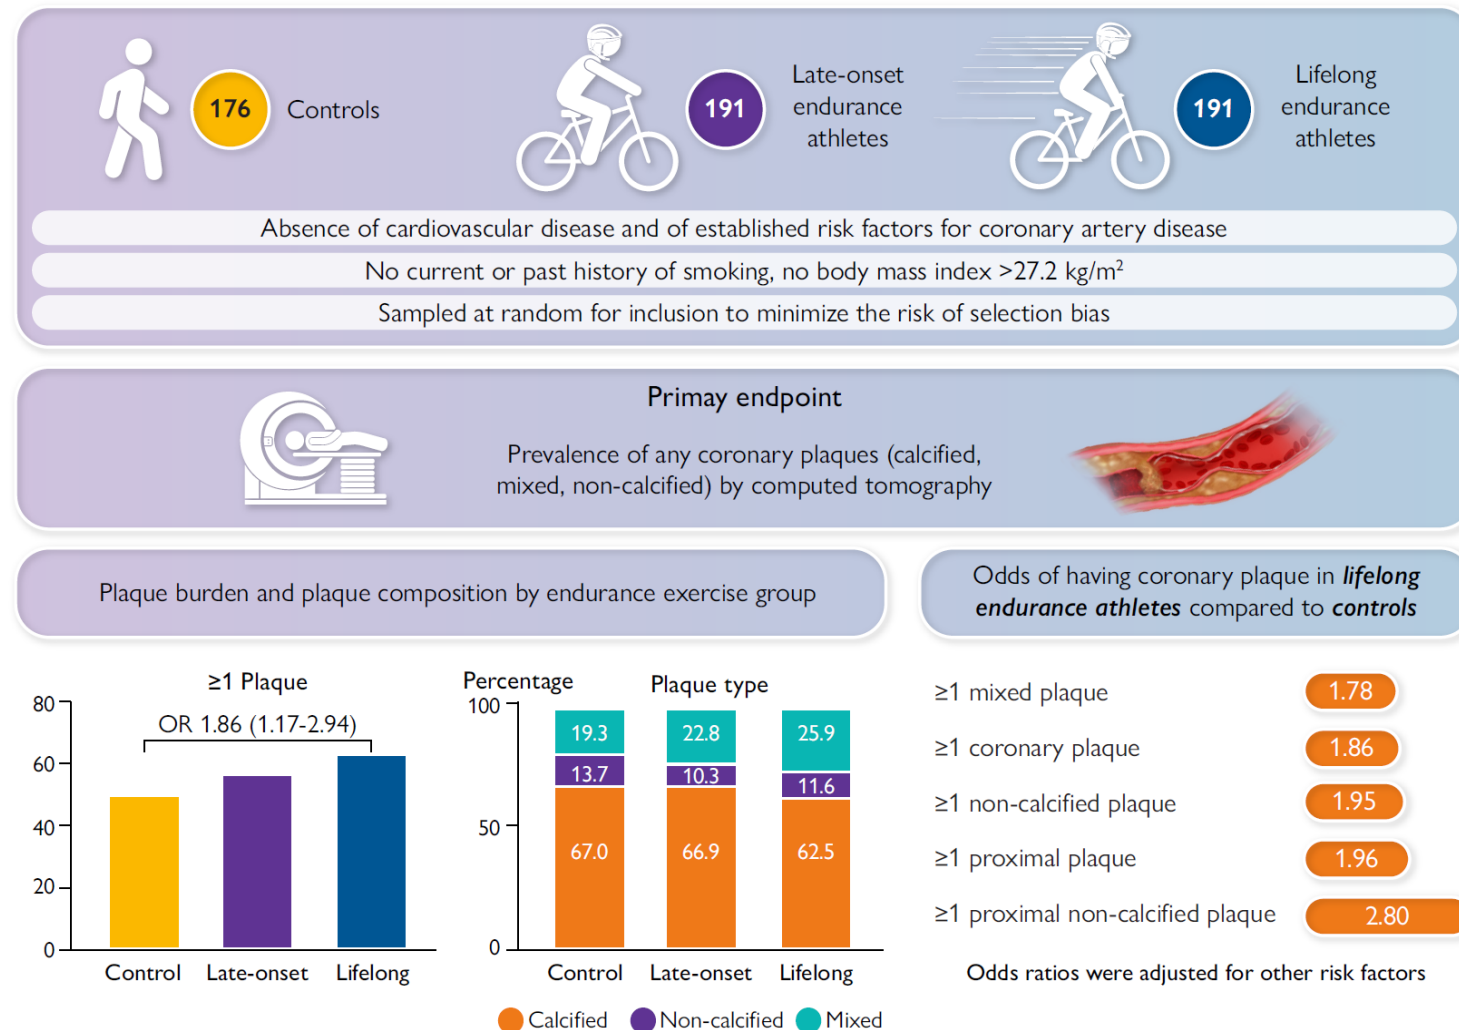 176
Controls
191
Late-onset
endurance
athletes
191
Lifelong
endurance
athletes
Absence of cardiovascular disease and of established risk factors for coronary artery disease
No current or past history of smoking, no body mass index >27.2 kg/m²
Sampled at random for inclusion to minimize the risk of selection bias
Primay endpoint
Prevalence of any coronary plaques (calcified,
mixed, non-calcified) by computed tomography
Plaque burden and plaque composition by endurance exercise group
≥1 Plaque
OR 1.86 (1.17-2.94)
80
60
40
20
0
Control
Late-onset
Lifelong
Percentage
Plaque type
100
50
0
19.3
22.8
25.9
13.7
10.3
11.6
67.0
66.9
62.5
Control
Late-onset
Lifelong
Calcified
Non-calcified
Mixed
Odds of having coronary plaque in lifelong
endurance athletes compared to controls
≥1 mixed plaque 1.78
≥1 coronary plaque 1.86
≥1 non-calcified plaque 1.95
≥1 proximal plaque 1.96
≥1 proximal non-calcified plaque 2.80
Odds ratios were adjusted for other risk factors